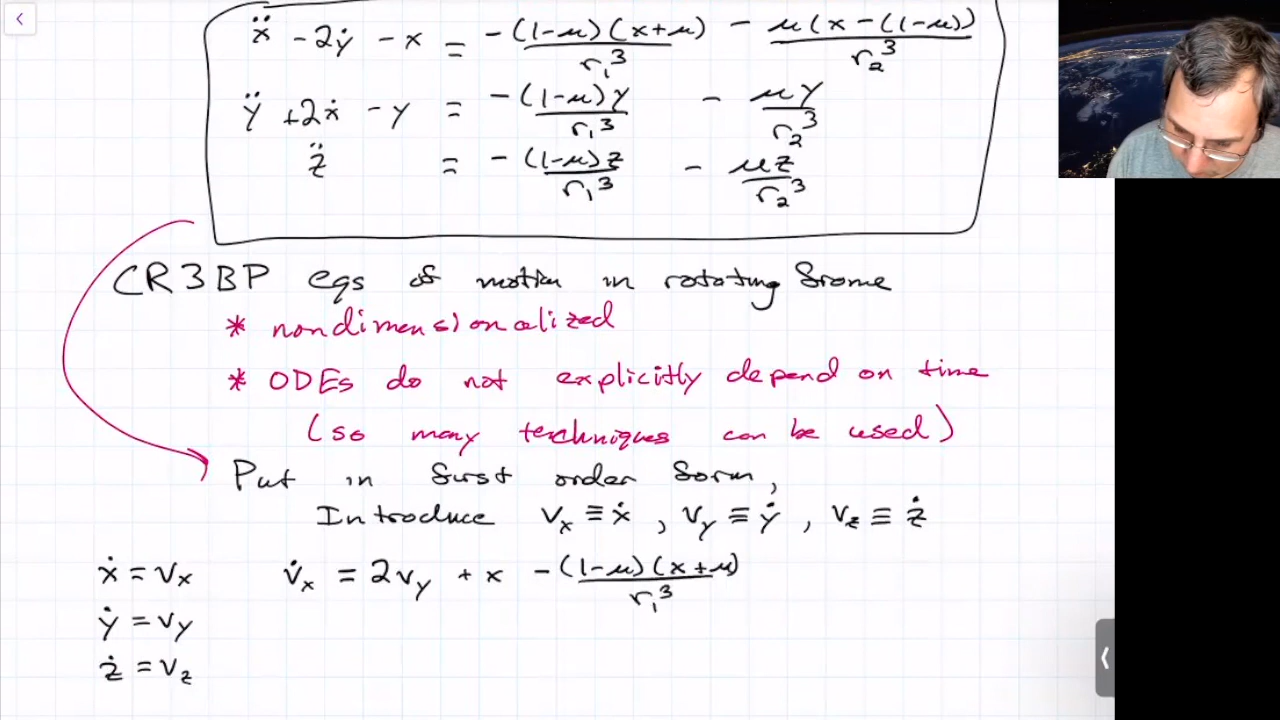 ẍ - 2ẏ - x = -(1-μ)(x+μ)/r₁³ - μ(x-(1-μ))/r₂³
ÿ +2ẋ - y = -(1-μ)y/r₁³ - μy/r₂³
z̈ = -(1-μ)z/r₁³ - μz/r₂³
CR3BP eqs of motion in rotating frame
* nondimensionalized
* ODEs do not explicitly depend on time
(so many techniques can be used)
Put in first order form,
Introduce vₓ ≡ ẋ, v_y ≡ ẏ, v_z ≡ ż
ẋ = vₓ v̇ₓ = 2v_y + x -(1-μ)(x+μ)/r₁³
ẏ = v_y
ż = v_z